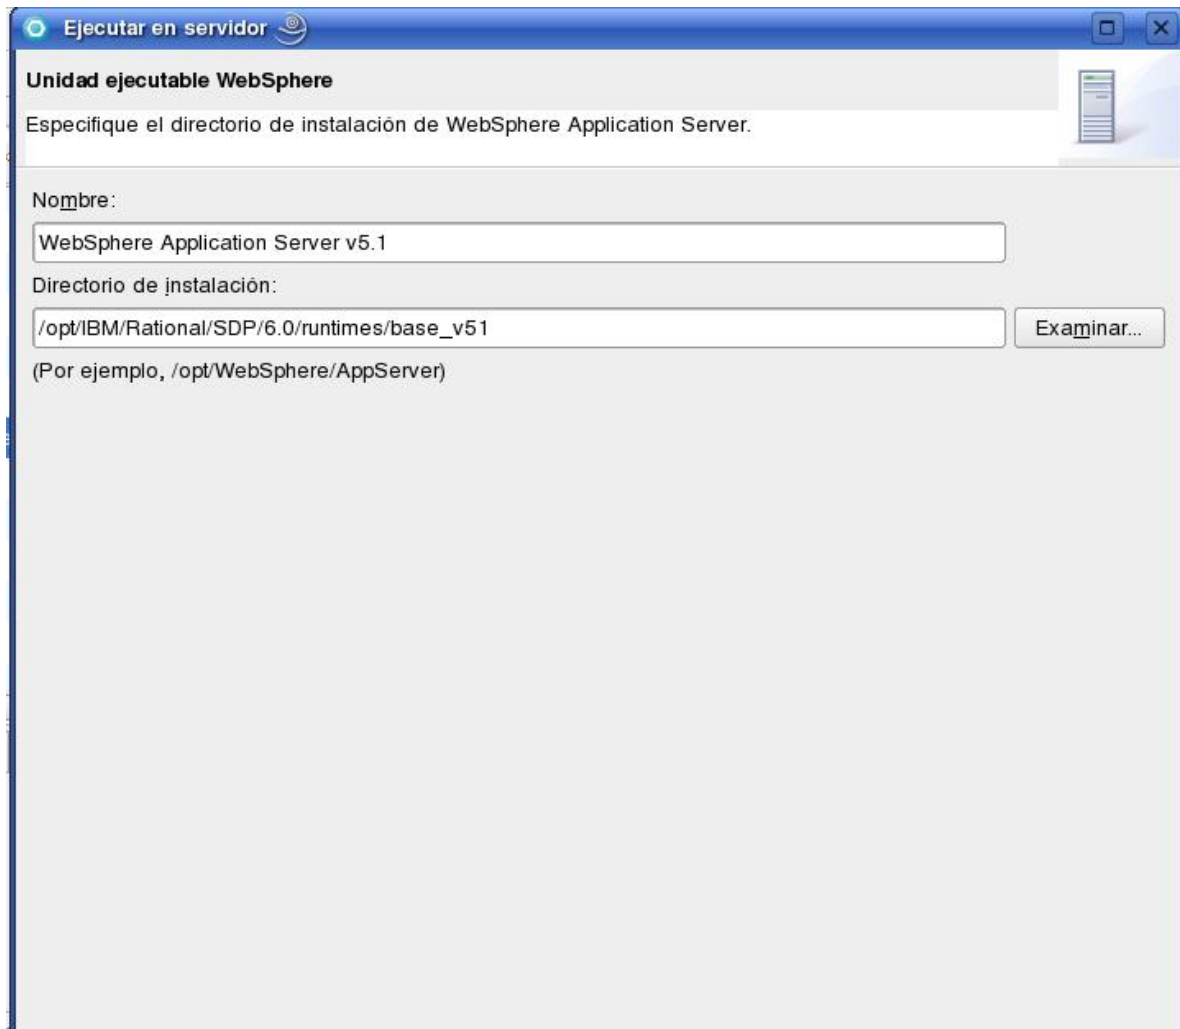 Ejecutar en servidor
Unidad ejecutable WebSphere
Especifique el directorio de instalación de WebSphere Application Server.
Nombre:
WebSphere Application Server v5.1
Directorio de instalación:
/opt/IBM/Rational/SDP/6.0/runtimes/base_v51
Examinar...
(Por ejemplo, /opt/WebSphere/AppServer)